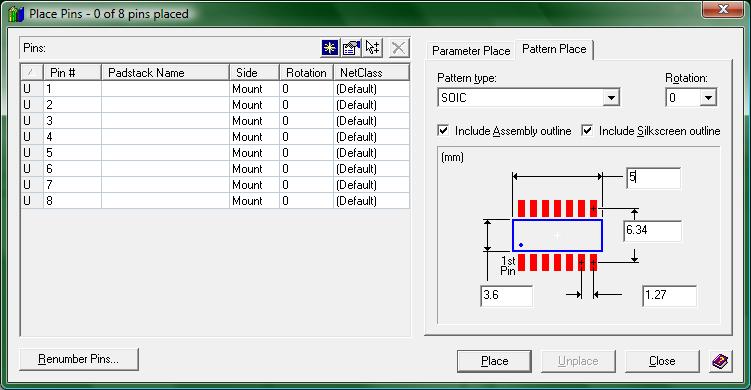 Place Pins - 0 of 8 pins placed
Pins:
Pin # Padstack Name Side Rotation NetClass
U 1 Mount 0 (Default)
U 2 Mount 0 (Default)
U 3 Mount 0 (Default)
U 4 Mount 0 (Default)
U 5 Mount 0 (Default)
U 6 Mount 0 (Default)
U 7 Mount 0 (Default)
U 8 Mount 0 (Default)
Renumber Pins...
Parameter Place Pattern Place
Pattern type: Rotation:
SOIC 0
Include Assembly outline Include Silkscreen outline
(mm)
5
6.34
1st
Pin
3.6 1.27
Place Unplace Close